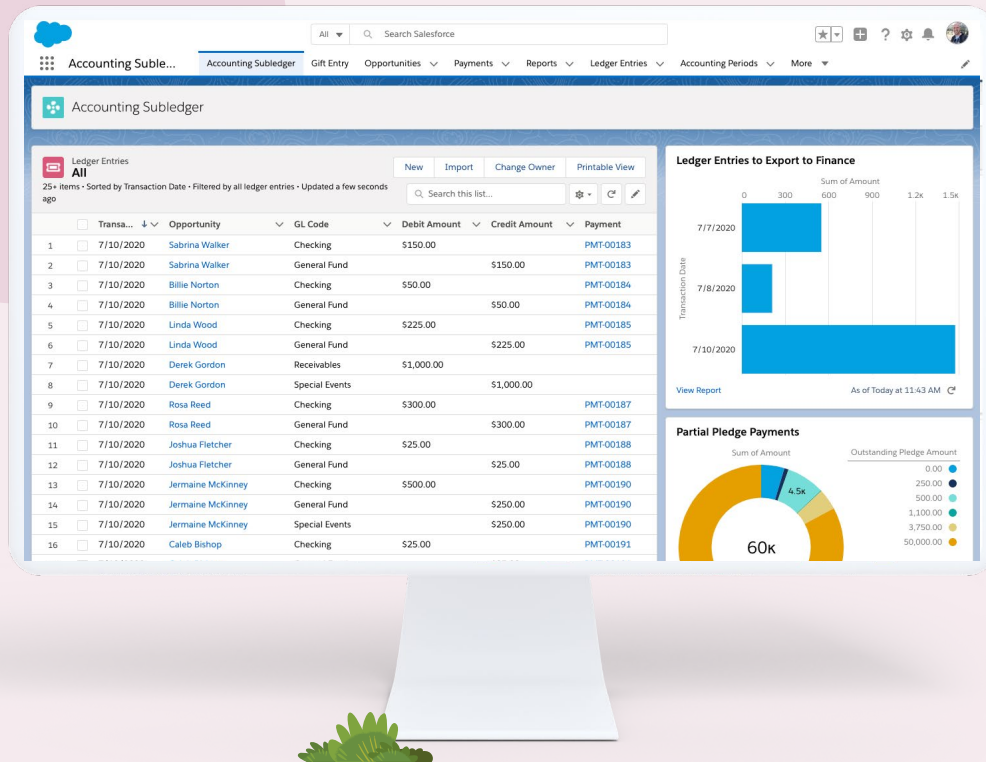 All
Search Salesforce
Accounting Suble...
Accounting Subledger
Gift Entry
Opportunities
Payments
Reports
Ledger Entries
Accounting Periods
More
Accounting Subledger
Ledger Entries
All
25+ items • Sorted by Transaction Date • Filtered by all ledger entries • Updated a few seconds
ago
New
Import
Change Owner
Printable View
Search this list...
Transa... Opportunity GL Code Debit Amount Credit Amount Payment
1 7/10/2020 Sabrina Walker Checking $150.00 PMT-00183
2 7/10/2020 Sabrina Walker General Fund $150.00 PMT-00183
3 7/10/2020 Billie Norton Checking $50.00 PMT-00184
4 7/10/2020 Billie Norton General Fund $50.00 PMT-00184
5 7/10/2020 Linda Wood Checking $225.00 PMT-00185
6 7/10/2020 Linda Wood General Fund $225.00 PMT-00185
7 7/10/2020 Derek Gordon Receivables $1,000.00
8 7/10/2020 Derek Gordon Special Events $1,000.00
9 7/10/2020 Rosa Reed Checking $300.00 PMT-00187
10 7/10/2020 Rosa Reed General Fund $300.00 PMT-00187
11 7/10/2020 Joshua Fletcher Checking $25.00 PMT-00188
12 7/10/2020 Joshua Fletcher General Fund $25.00 PMT-00188
13 7/10/2020 Jermaine McKinney Checking $500.00 PMT-00190
14 7/10/2020 Jermaine McKinney General Fund $250.00 PMT-00190
15 7/10/2020 Jermaine McKinney Special Events $250.00 PMT-00190
16 7/10/2020 Caleb Bishop Checking $25.00 PMT-00191
Ledger Entries to Export to Finance
Sum of Amount
0 300 600 900 1.2K 1.5K
Transaction Date
7/7/2020
7/8/2020
7/10/2020
View Report
As of Today at 11:43 AM
Partial Pledge Payments
Sum of Amount
Outstanding Pledge Amount
0.00
250.00
500.00
1,100.00
3,750.00
50,000.00
4.5K
60K